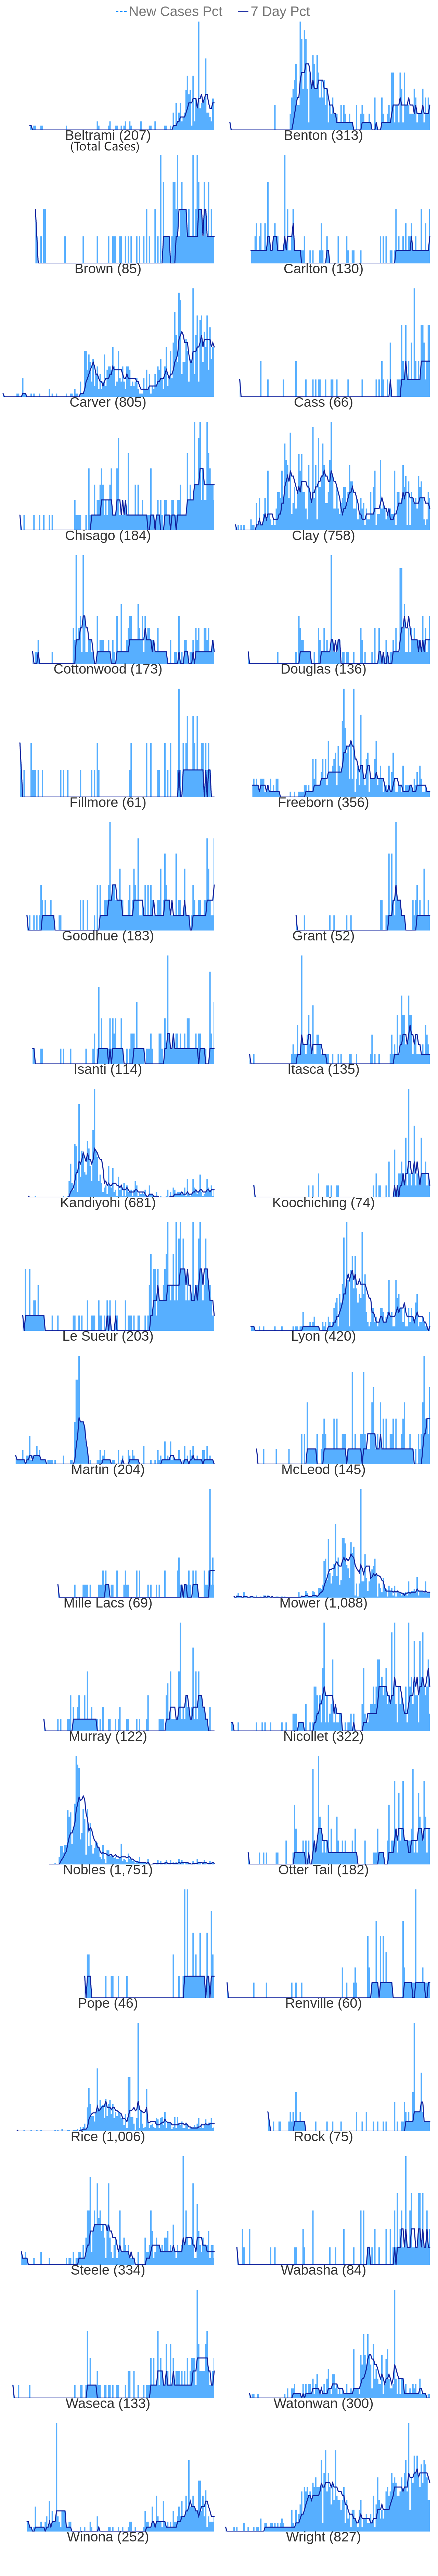 New Cases Pct 7 Day Pct
Beltrami (207) Benton (313)
(Total Cases)
Brown (85) Carlton (130)
Carver (805) Cass (66)
Chisago (184) Clay (758)
Cottonwood (173) Douglas (136)
Fillmore (61) Freeborn (356)
Goodhue (183) Grant (52)
Isanti (114) Itasca (135)
Kandiyohi (681) Koochiching (74)
Le Sueur (203) Lyon (420)
Martin (204) McLeod (145)
Mille Lacs (69) Mower (1,088)
Murray (122) Nicollet (322)
Nobles (1,751) Otter Tail (182)
Pope (46) Renville (60)
Rice (1,006) Rock (75)
Steele (334) Wabasha (84)
Waseca (133) Watonwan (300)
Winona (252) Wright (827)